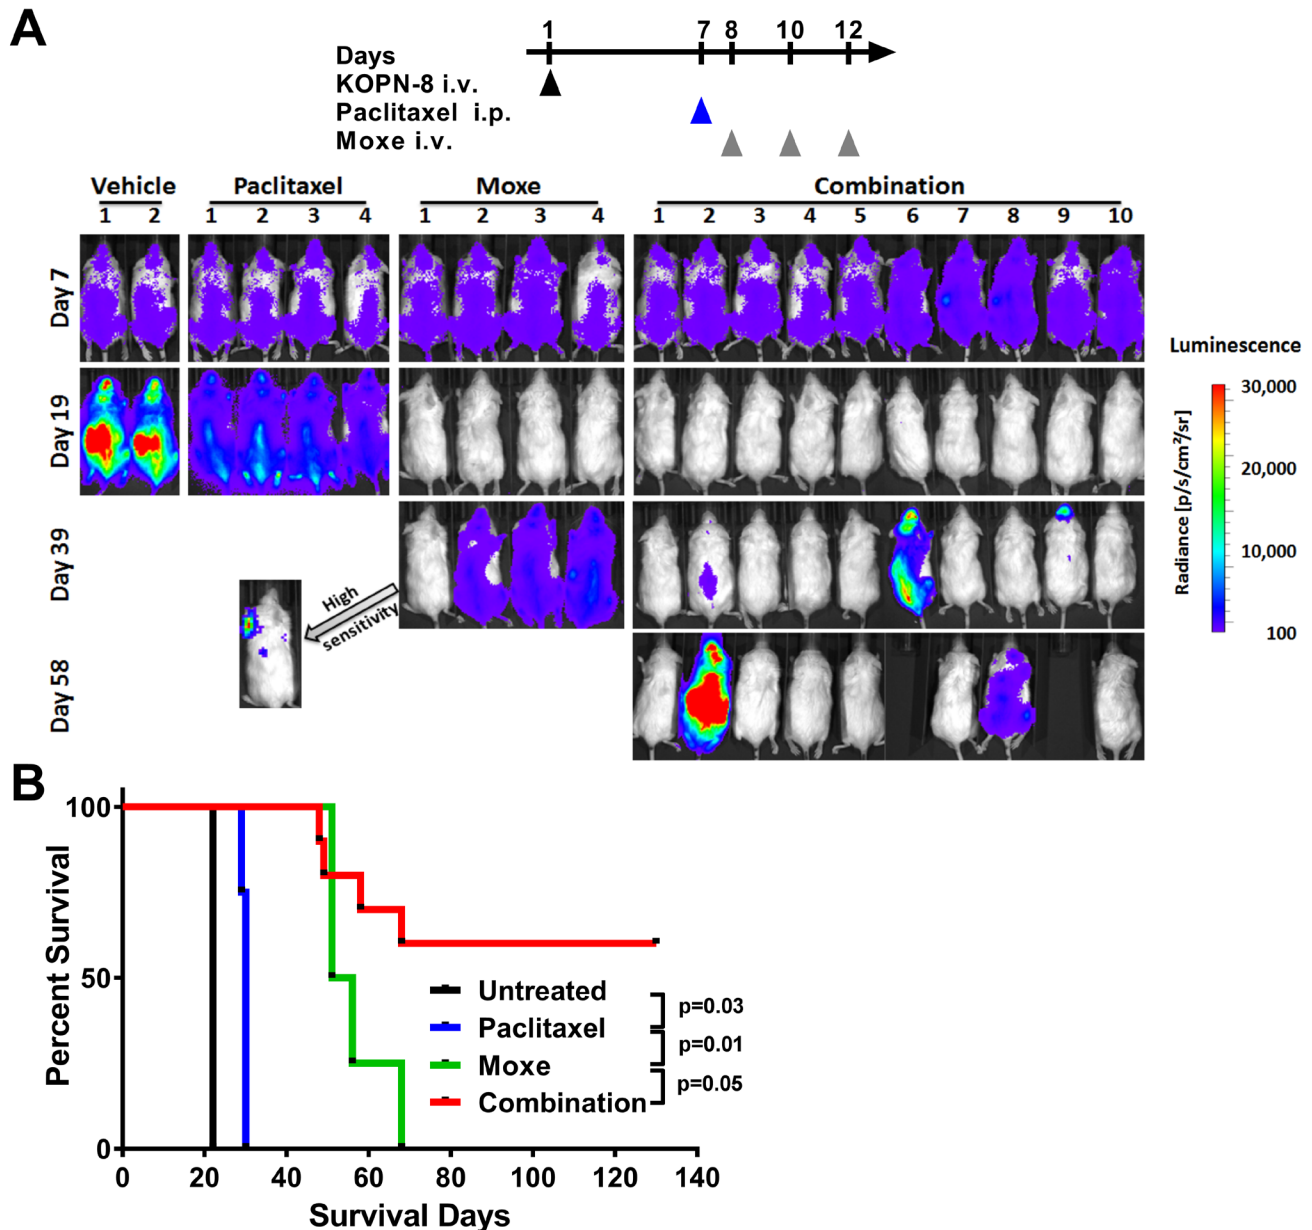 A
1 7 8 10 12
Days
KOPN-8 i.v.
Paclitaxel i.p.
Moxe i.v.
Vehicle Paclitaxel Moxe Combination
1 2 1 2 3 4 1 2 3 4 1 2 3 4 5 6 7 8 9 10
Day 7
Day 19
Day 39
Day 58
High
sensitivity
Luminescence
30,000
20,000
10,000
100
Radiance [p/s/cm²/sr]
B
100
50
0
Percent Survival
Untreated
Paclitaxel
Moxe
Combination
p=0.03
p=0.01
p=0.05
0 20 40 60 80 100 120 140
Survival Days